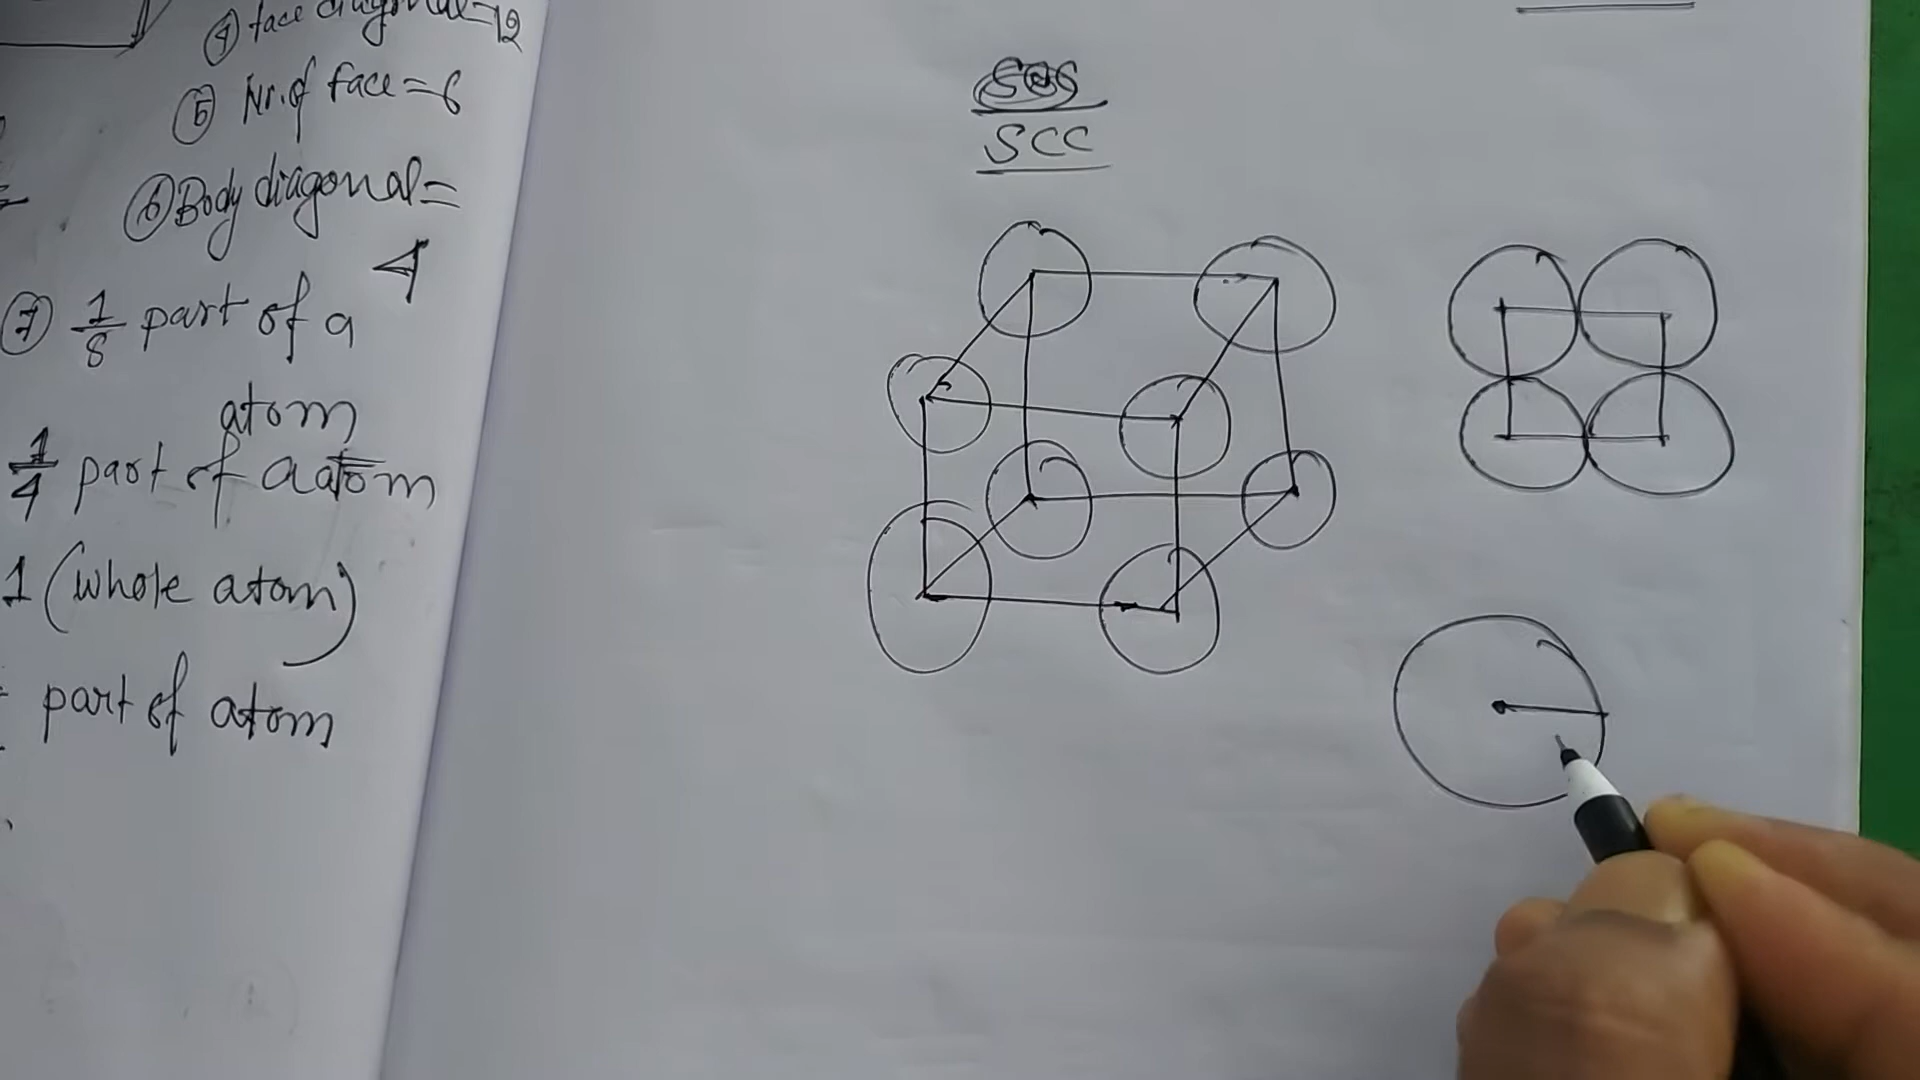 ④ face diagonal=12
⑤ Nr. of face=6
⑥ Body diagonal=
4
⑦ 1/8 part of a
atom
1/4 part of a atom
1 (whole atom)
part of atom
SCC